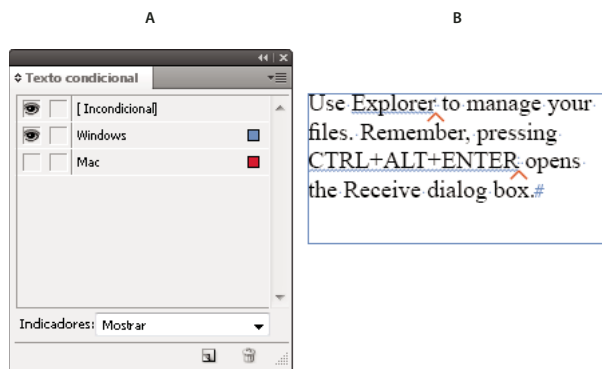 A
B
Texto condicional
[Incondicional]
Windows
Mac
Indicadores: Mostrar
Use Explorer to manage your
files. Remember, pressing
CTRL+ALT+ENTER opens
the Receive dialog box.#